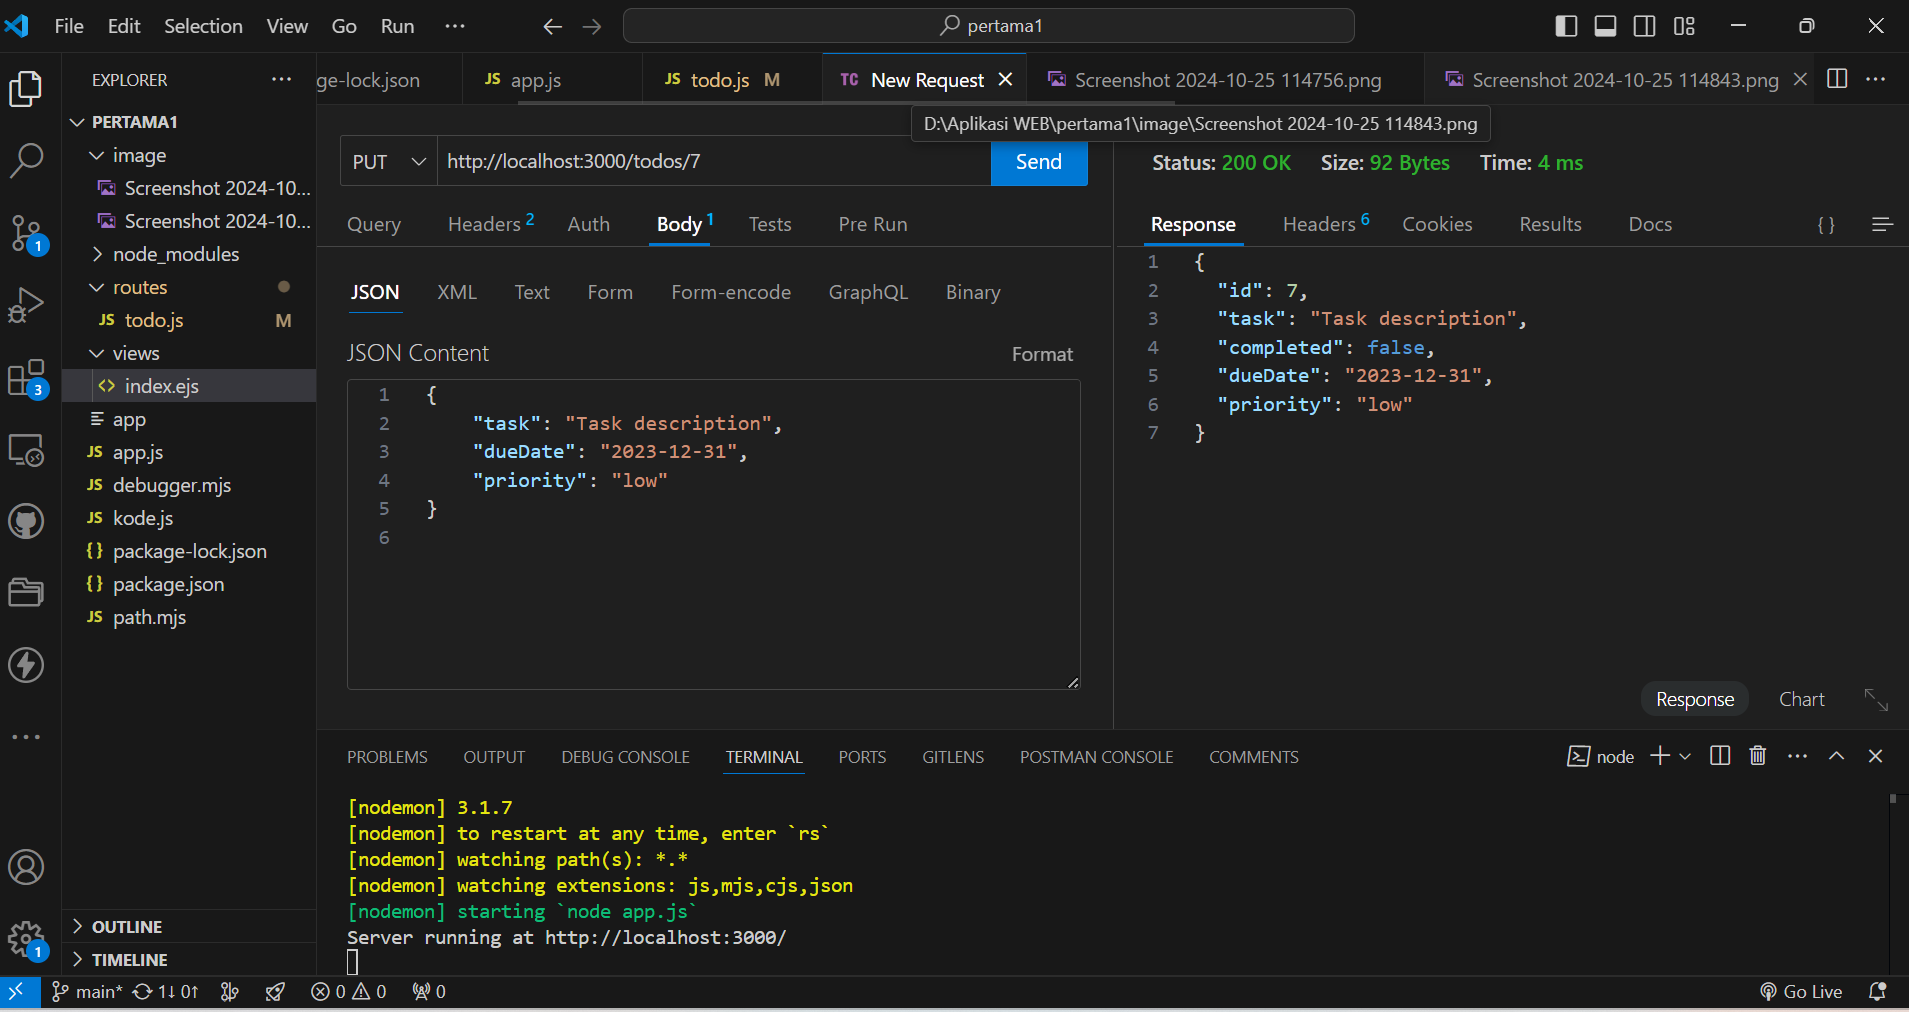 File Edit Selection View Go Run ··· pertama1
EXPLORER ···
PERTAMA1
image
Screenshot 2024-10...
Screenshot 2024-10...
node_modules
routes
JS todo.js M
views
<> index.ejs
app
JS app.js
JS debugger.mjs
JS kode.js
{} package-lock.json
{} package.json
JS path.mjs
OUTLINE
TIMELINE
1
3
1
ge-lock.json JS app.js JS todo.js M TC New Request Screenshot 2024-10-25 114756.png Screenshot 2024-10-25 114843.png ···
D:\Aplikasi WEB\pertama1\image\Screenshot 2024-10-25 114843.png
PUT http://localhost:3000/todos/7 Send
Query Headers 2 Auth Body 1 Tests Pre Run
JSON XML Text Form Form-encode GraphQL Binary
JSON Content Format
1 {
2 "task": "Task description",
3 "dueDate": "2023-12-31",
4 "priority": "low"
5 }
6
Status: 200 OK Size: 92 Bytes Time: 4 ms
Response Headers 6 Cookies Results Docs { }
1 {
2 "id": 7,
3 "task": "Task description",
4 "completed": false,
5 "dueDate": "2023-12-31",
6 "priority": "low"
7 }
Response Chart
PROBLEMS OUTPUT DEBUG CONSOLE TERMINAL PORTS GITLENS POSTMAN CONSOLE COMMENTS node ···
[nodemon] 3.1.7
[nodemon] to restart at any time, enter `rs`
[nodemon] watching path(s): *.*
[nodemon] watching extensions: js,mjs,cjs,json
[nodemon] starting `node app.js`
Server running at http://localhost:3000/
main* 1↓ 0↑ 0 0 0 Go Live